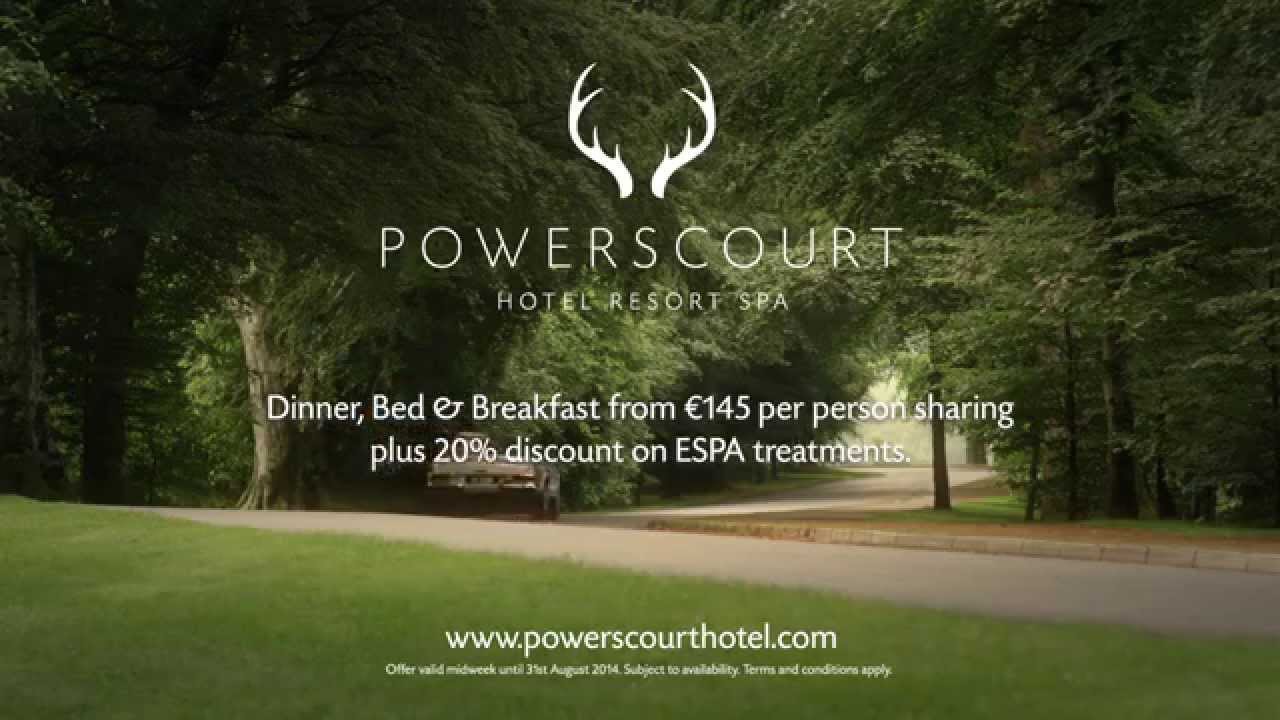 POWERSCOURT
HOTEL RESORT SPA
Dinner, Bed & Breakfast from €145 per person sharing
plus 20% discount on ESPA treatments.
www.powerscourthotel.com
Offer valid midweek until 31st August 2014. Subject to availability. Terms and conditions apply.